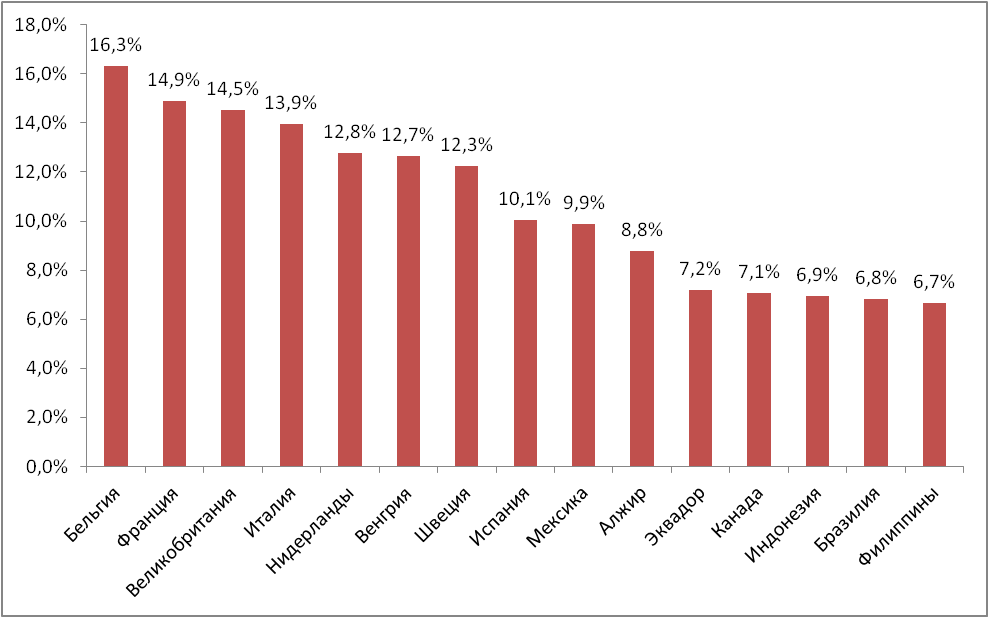 18,0%
16,0%
14,0%
12,0%
10,0%
8,0%
6,0%
4,0%
2,0%
0,0%
16,3%
14,9%
14,5%
13,9%
12,8%
12,7%
12,3%
10,1%
9,9%
8,8%
7,2%
7,1%
6,9%
6,8%
6,7%
Бельгия
Франция
Великобритания
Италия
Нидерланды
Венгрия
Швеция
Испания
Мексика
Алжир
Эквадор
Канада
Индонезия
Бразилия
Филиппины